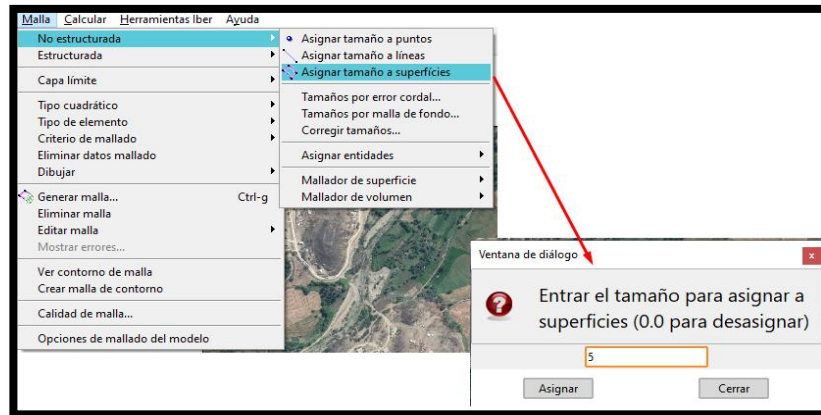 Malla Calcular Herramientas Iber Ayuda
No estructurada
Estructurada
Capa límite
Tipo cuadrático
Tipo de elemento
Criterio de mallado
Eliminar datos mallado
Dibujar
Generar malla... Ctrl-g
Eliminar malla
Editar malla
Mostrar errores...
Ver contorno de malla
Crear malla de contorno
Calidad de malla...
Opciones de mallado del modelo
Asignar tamaño a puntos
Asignar tamaño a líneas
Asignar tamaño a superfícies
Tamaños por error cordal...
Tamaños por malla de fondo...
Corregir tamaños...
Asignar entidades
Mallador de superficie
Mallador de volumen
Ventana de diálogo x
Entrar el tamaño para asignar a
superficies (0.0 para desasignar)
5
Asignar Cerrar